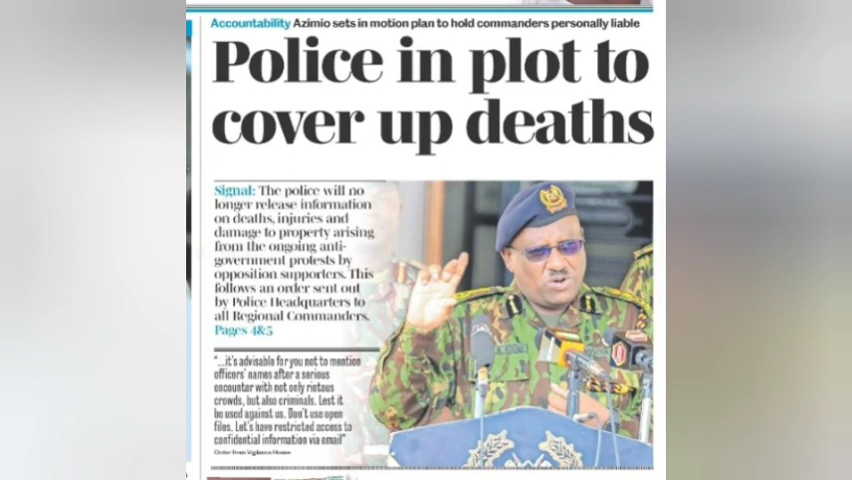 Accountability Azimio sets in motion plan to hold commanders personally liable
Police in plot to
cover up deaths
Signal: The police will no
longer release information
on deaths, injuries and
damage to property arising
from the ongoing anti-
government protests by
opposition supporters. This
follows an order sent out
by Police Headquarters to
all Regional Commanders.
Pages 4&5
“...it's advisable for you not to mention
officers' names after a serious
encounter with not only riotous
crowds, but also criminals. Lest it
be used against us. Don't use open
files. Let's have restricted access to
confidential information via email”
Order from Vigilance House